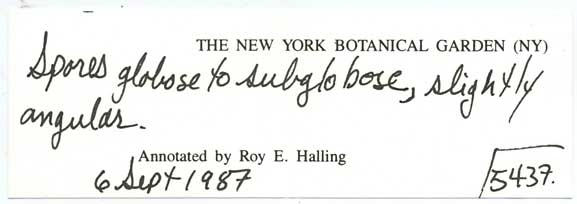 THE NEW YORK BOTANICAL GARDEN (NY)
Spores globose to subglobose, slightly
angular.
Annotated by Roy E. Halling
6 Sept 1987
5437.